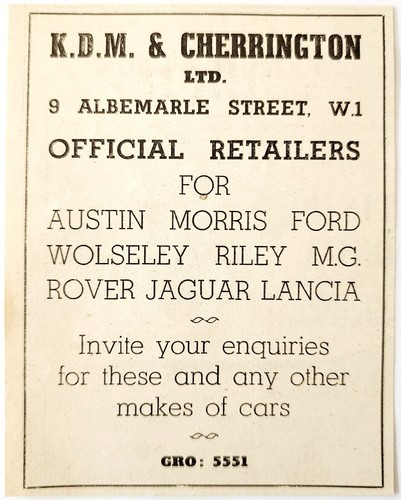 K.D.M. & CHERRINGTON
LTD.
9 ALBEMARLE STREET, W.1
OFFICIAL RETAILERS
FOR
AUSTIN MORRIS FORD
WOLSELEY RILEY M.G.
ROVER JAGUAR LANCIA
Invite your enquiries
for these and any other
makes of cars
GRO: 5551